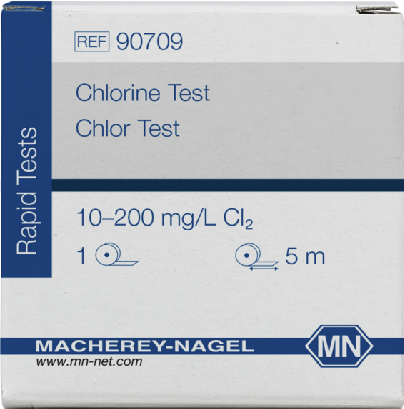 REF 90709
Chlorine Test
Chlor Test
Rapid Tests
10–200 mg/L Cl₂
1
5 m
MACHEREY-NAGEL
www.mn-net.com
MN